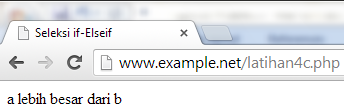 Seleksi if-Elseif
www.example.net/latihan4c.php
a lebih besar dari b